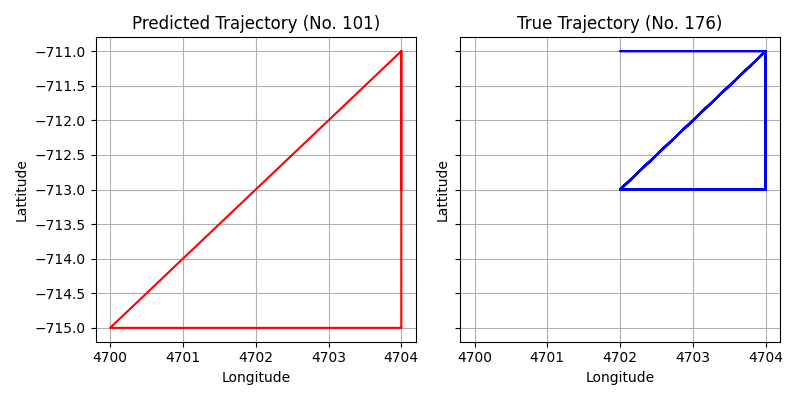 Predicted Trajectory (No. 101)
True Trajectory (No. 176)
−711.0
−711.5
−712.0
−712.5
−713.0
−713.5
−714.0
−714.5
−715.0
Lattitude
Lattitude
4700 4701 4702 4703 4704
4700 4701 4702 4703 4704
Longitude
Longitude